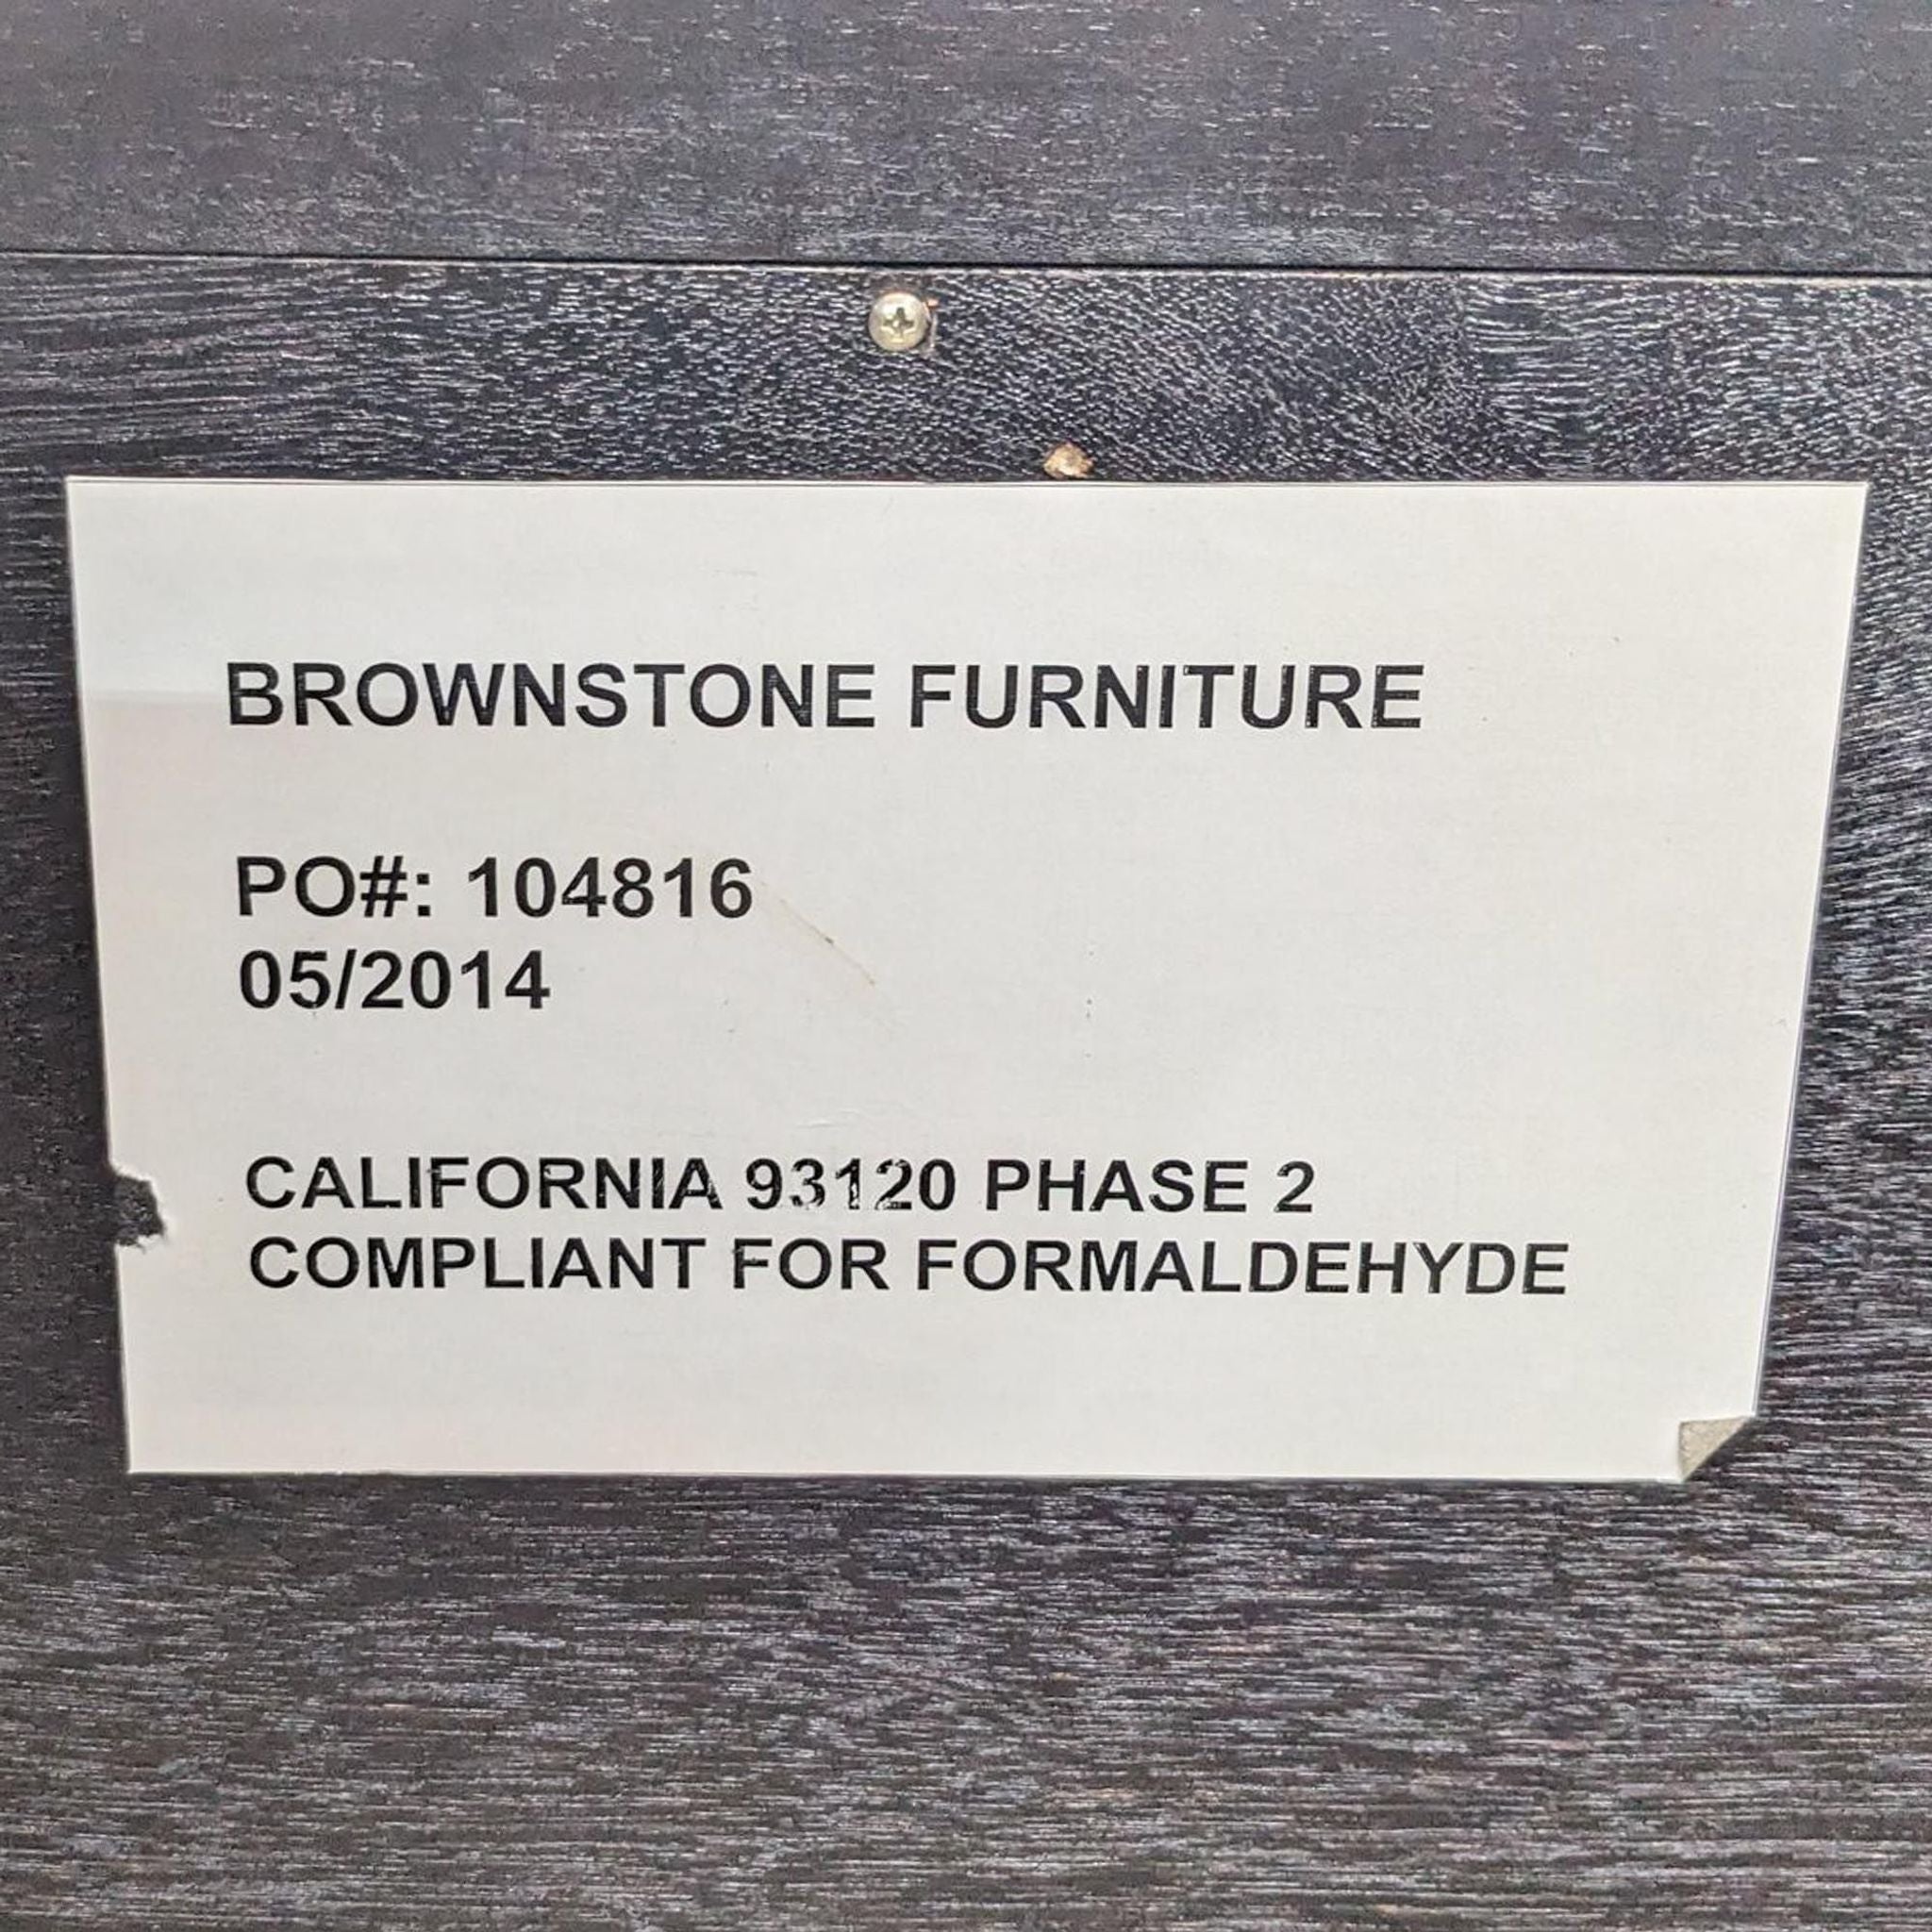 BROWNSTONE FURNITURE
PO#: 104816
05/2014
CALIFORNIA 93120 PHASE 2
COMPLIANT FOR FORMALDEHYDE